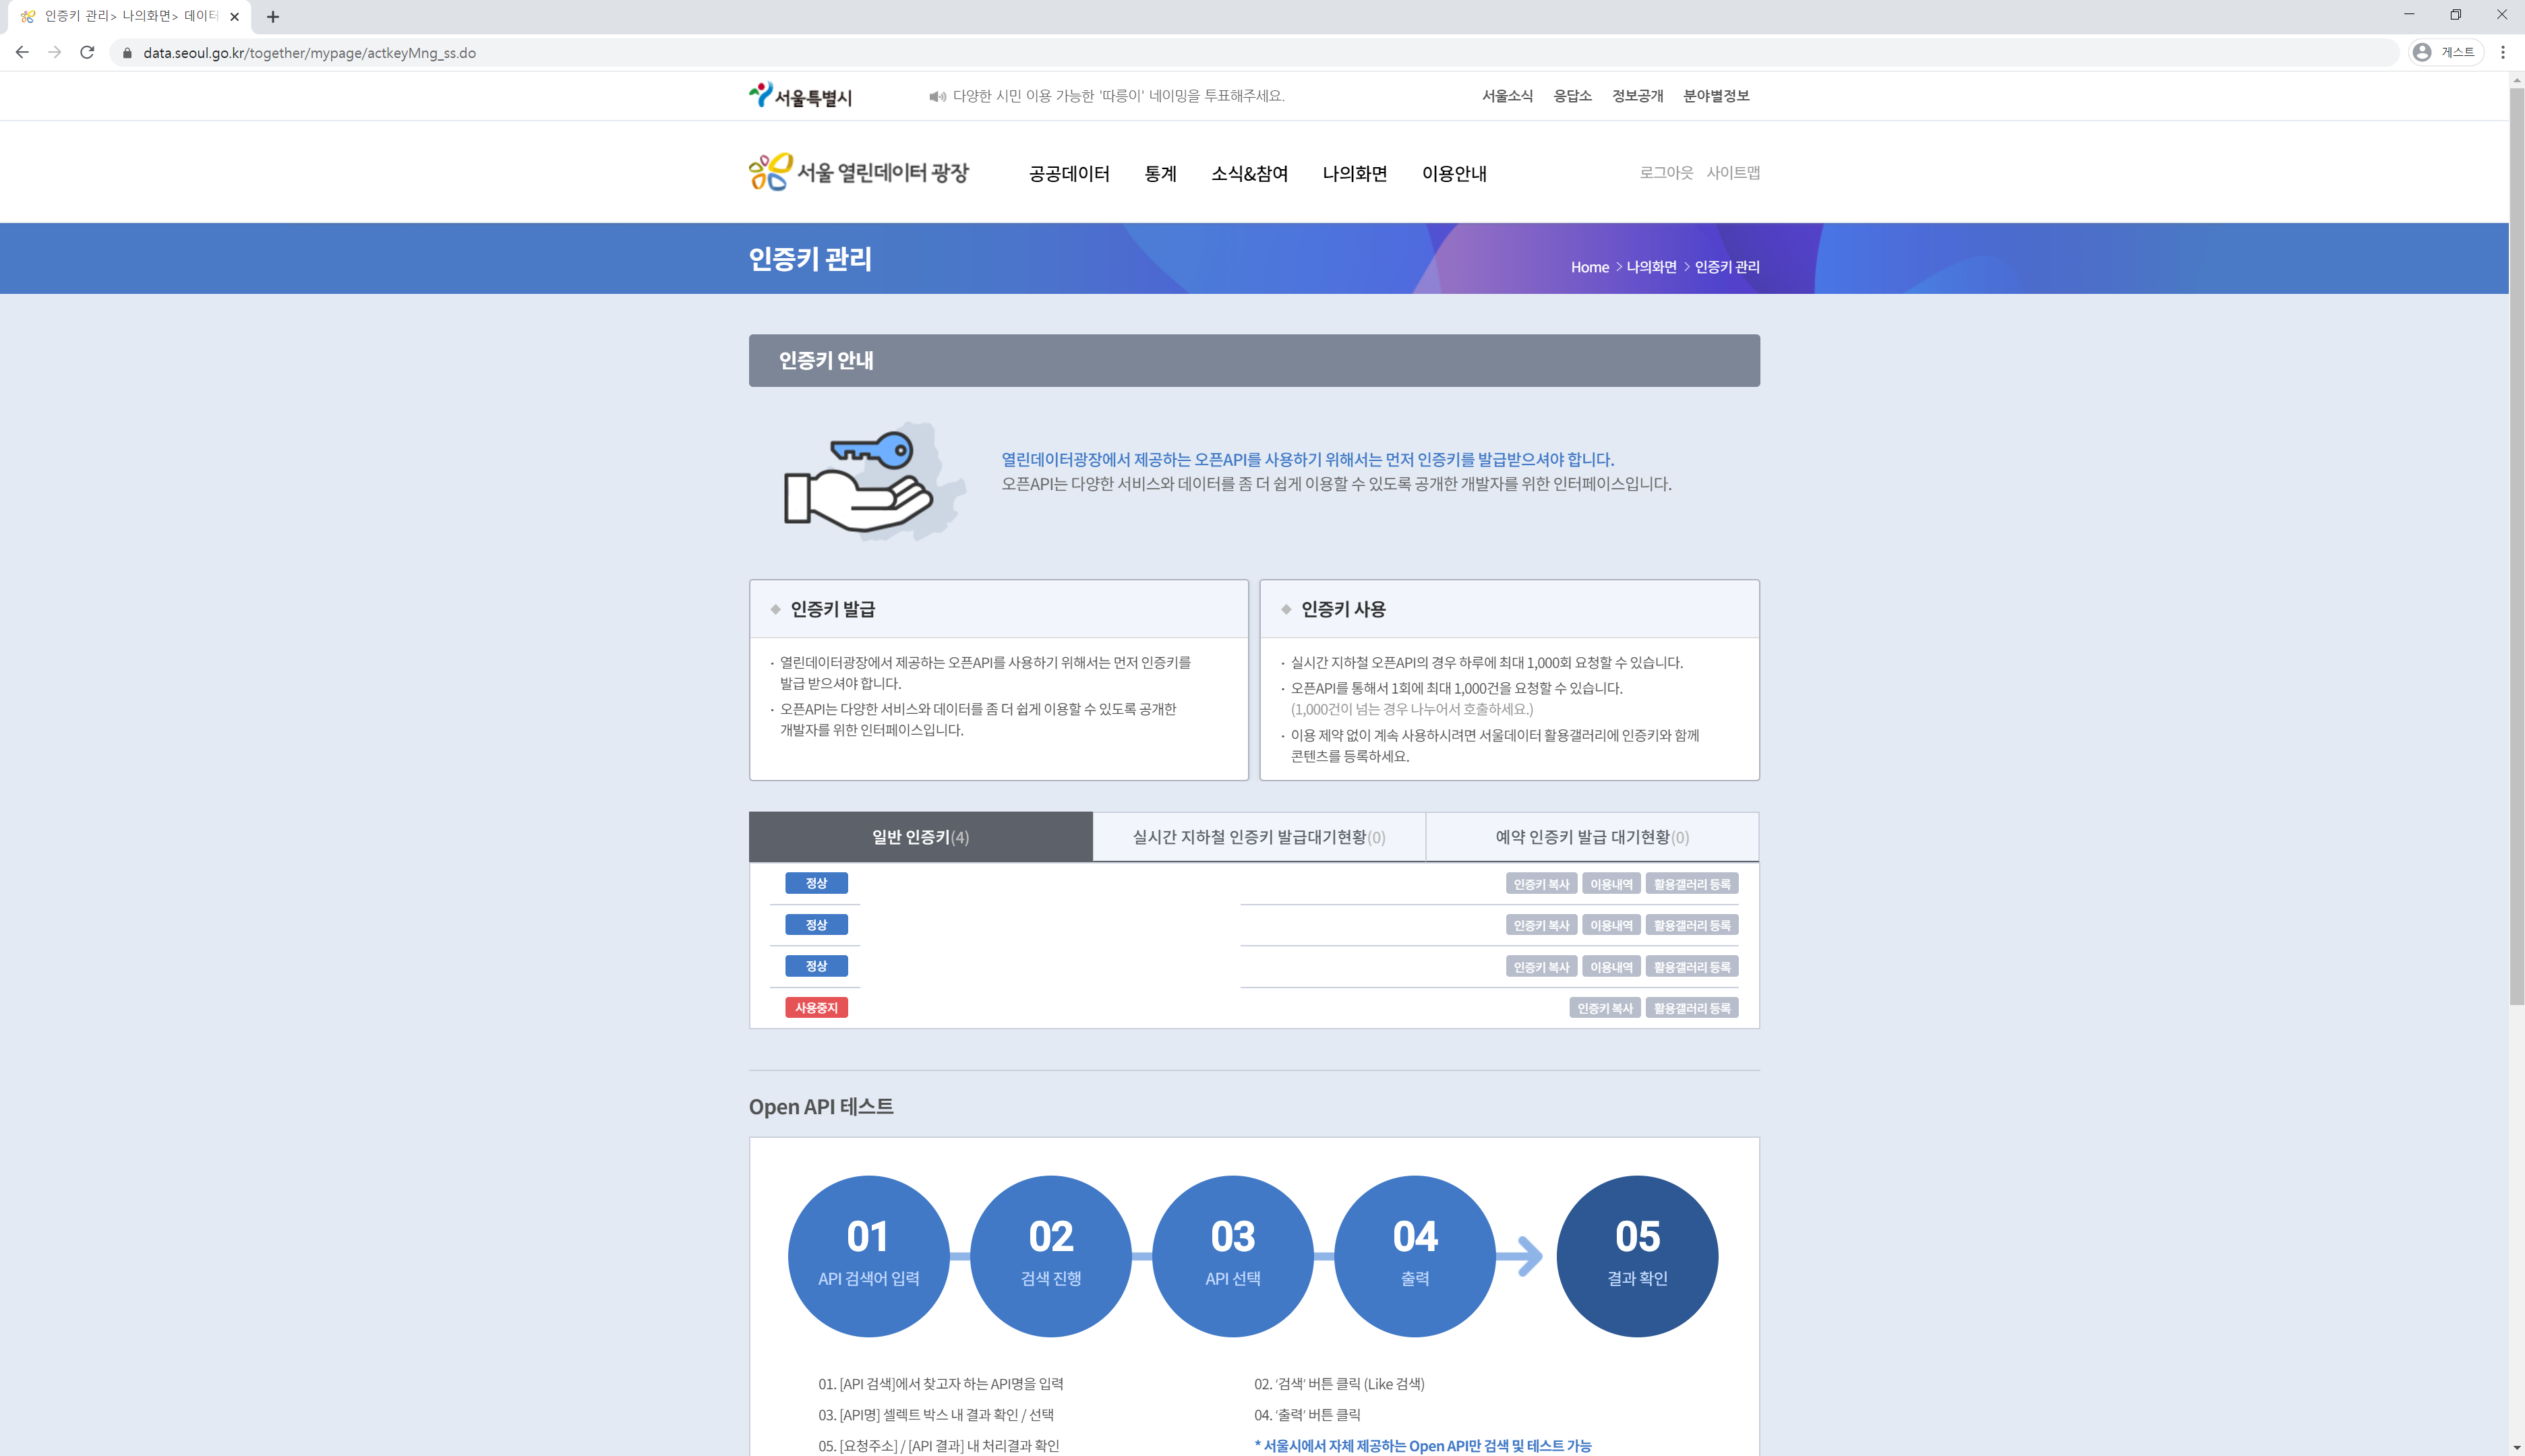 인증키 관리> 나의화면> 데이터
data.seoul.go.kr/together/mypage/actkeyMng_ss.do
게스트
서울특별시
다양한 시민 이용 가능한 '따릉이' 네이밍을 투표해주세요.
서울소식 응답소 정보공개 분야별정보
서울 열린데이터 광장
공공데이터 통계 소식&참여 나의화면 이용안내
로그아웃 사이트맵
인증키 관리
Home > 나의화면 > 인증키 관리
인증키 안내
열린데이터광장에서 제공하는 오픈API를 사용하기 위해서는 먼저 인증키를 발급받으셔야 합니다.
오픈API는 다양한 서비스와 데이터를 좀 더 쉽게 이용할 수 있도록 공개한 개발자를 위한 인터페이스입니다.
인증키 발급
· 열린데이터광장에서 제공하는 오픈API를 사용하기 위해서는 먼저 인증키를
발급 받으셔야 합니다.
· 오픈API는 다양한 서비스와 데이터를 좀 더 쉽게 이용할 수 있도록 공개한
개발자를 위한 인터페이스입니다.
인증키 사용
· 실시간 지하철 오픈API의 경우 하루에 최대 1,000회 요청할 수 있습니다.
· 오픈API를 통해서 1회에 최대 1,000건을 요청할 수 있습니다.
(1,000건이 넘는 경우 나누어서 호출하세요.)
· 이용 제약 없이 계속 사용하시려면 서울데이터 활용갤러리에 인증키와 함께
콘텐츠를 등록하세요.
일반 인증키(4)
실시간 지하철 인증키 발급대기현황(0)
예약 인증키 발급 대기현황(0)
정상 인증키 복사 이용내역 활용갤러리 등록
정상 인증키 복사 이용내역 활용갤러리 등록
정상 인증키 복사 이용내역 활용갤러리 등록
사용중지 인증키 복사 활용갤러리 등록
Open API 테스트
01 02 03 04 05
API 검색어 입력 검색 진행 API 선택 출력 결과 확인
01. [API 검색]에서 찾고자 하는 API명을 입력
02. '검색' 버튼 클릭 (Like 검색)
03. [API명] 셀렉트 박스 내 결과 확인 / 선택
04. '출력' 버튼 클릭
05. [요청주소] / [API 결과] 내 처리결과 확인
* 서울시에서 자체 제공하는 Open API만 검색 및 테스트 가능